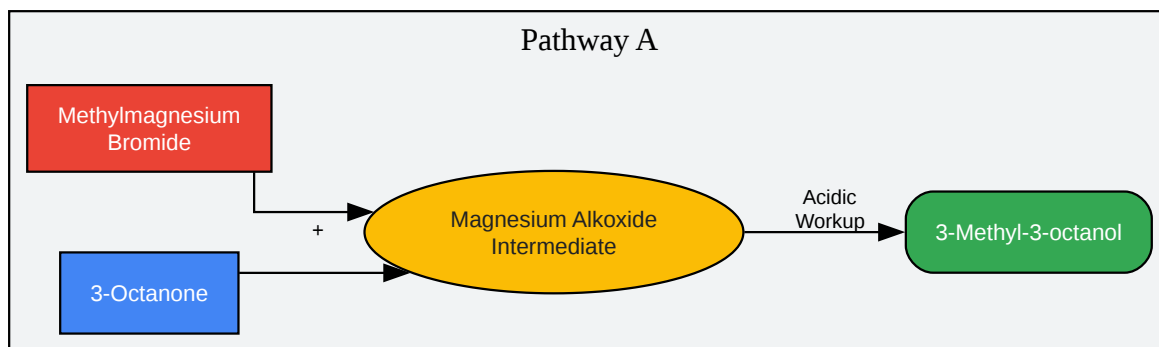 Pathway A
Methylmagnesium
Bromide
+
3-Octanone
Magnesium Alkoxide
Intermediate
Acidic
Workup
3-Methyl-3-octanol